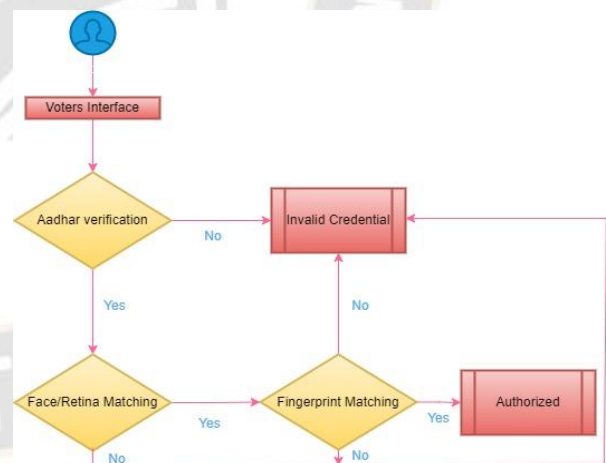 Voters Interface
Aadhar verification
Invalid Credential
No
Yes
No
Face/Retina Matching
Yes
Fingerprint Matching
Yes
Authorized
No
No